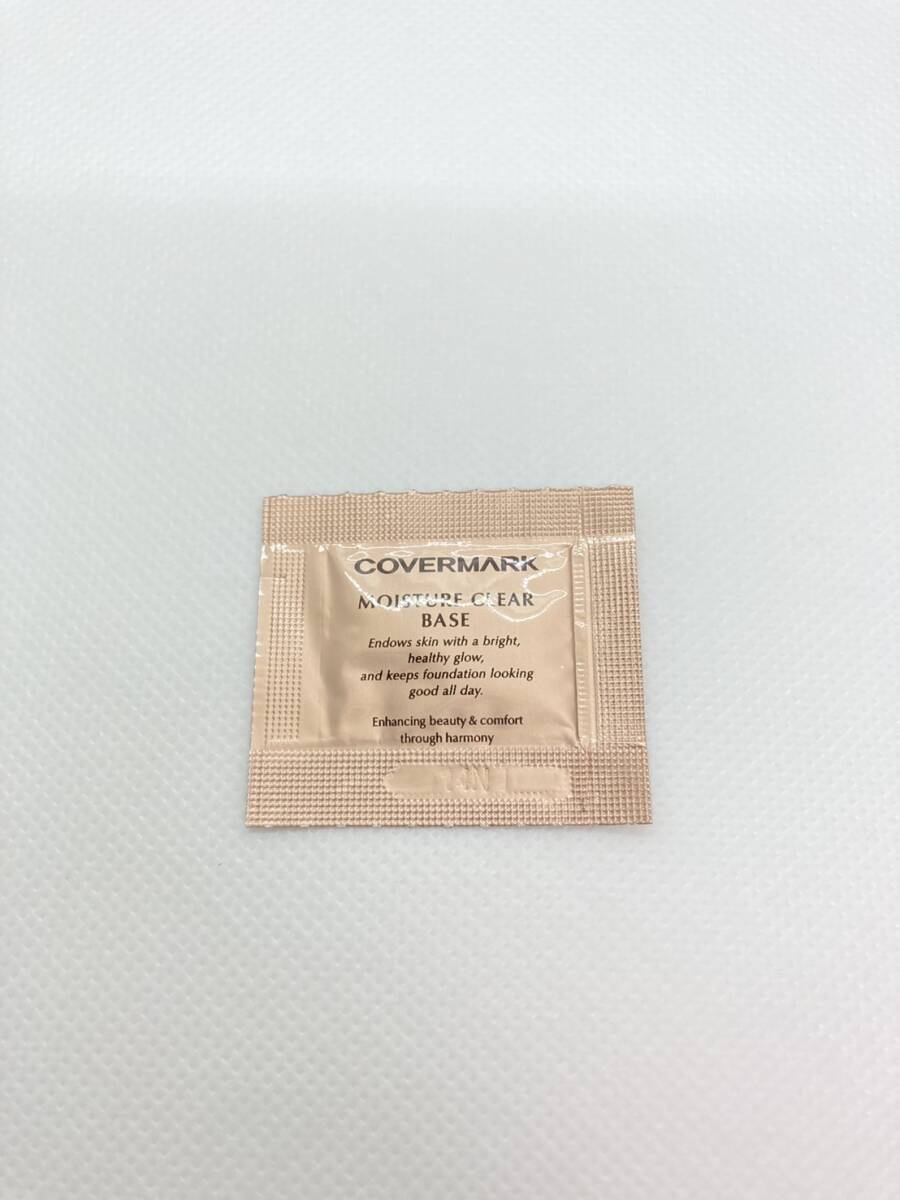 COVERMARK
MOISTURE CLEAR
BASE
Endows skin with a bright,
healthy glow,
and keeps foundation looking
good all day.
Enhancing beauty & comfort
through harmony